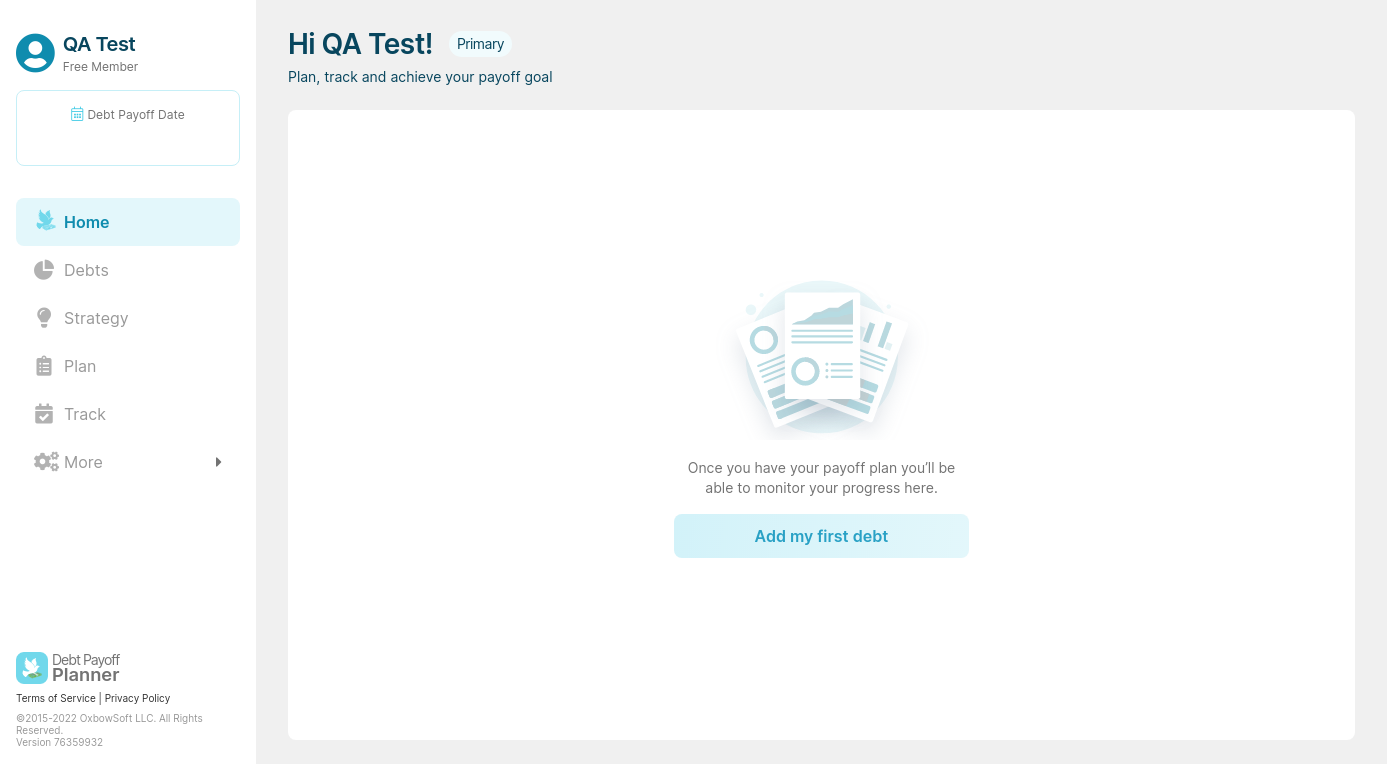 QA Test
Free Member
Debt Payoff Date
Home
Debts
Strategy
Plan
Track
More
Debt Payoff
Planner
Terms of Service | Privacy Policy
©2015-2022 OxbowSoft LLC. All Rights
Reserved.
Version 76359932
Hi QA Test! Primary
Plan, track and achieve your payoff goal
Once you have your payoff plan you'll be
able to monitor your progress here.
Add my first debt